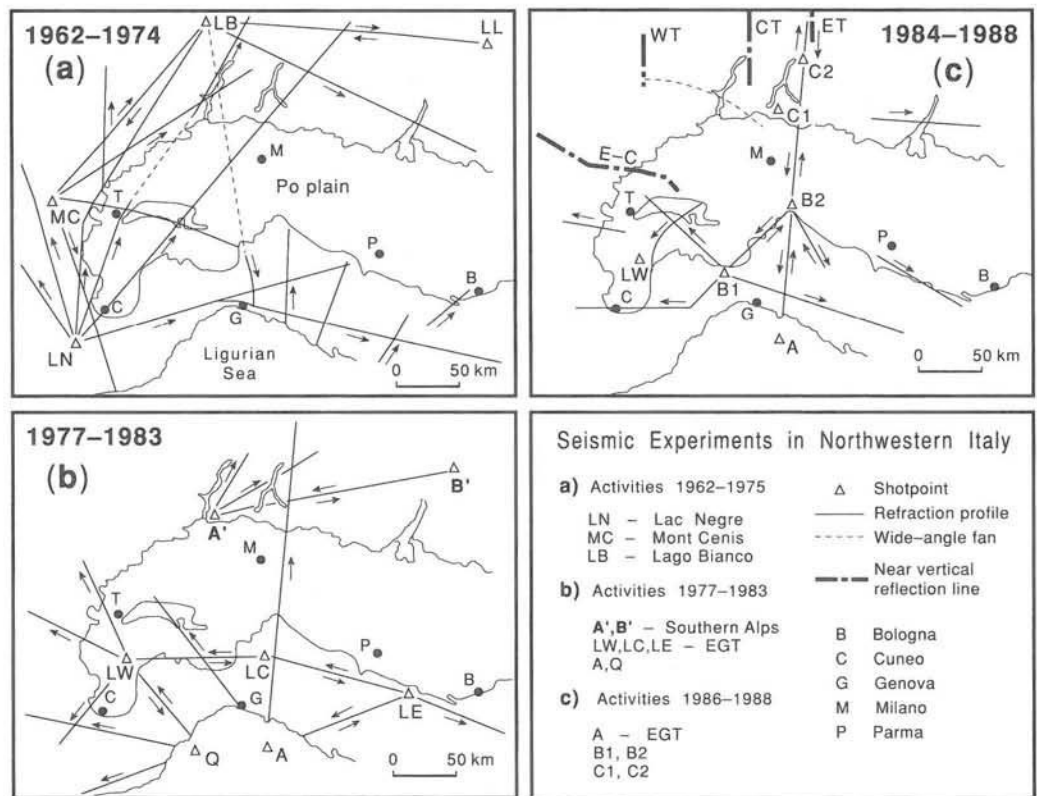 1962–1974
(a)
LB
LL
M
Po plain
T
MC
P
B
C
G
LN
Ligurian
Sea
0 50 km
WT
CT
ET
1984–1988
(c)
C2
C1
M
E-C
T
B2
P
LW
B1
B
C
G
A
0 50 km
1977–1983
(b)
B'
A'
M
T
P
LW
LC
B
C
G
LE
Q
A
0 50 km
Seismic Experiments in Northwestern Italy
a) Activities 1962–1975
LN – Lac Negre
MC – Mont Cenis
LB – Lago Bianco
b) Activities 1977–1983
A',B' – Southern Alps
LW,LC,LE – EGT
A,Q
c) Activities 1986–1988
A – EGT
B1, B2
C1, C2
Shotpoint
Refraction profile
Wide–angle fan
Near vertical
reflection line
B Bologna
C Cuneo
G Genova
M Milano
P Parma